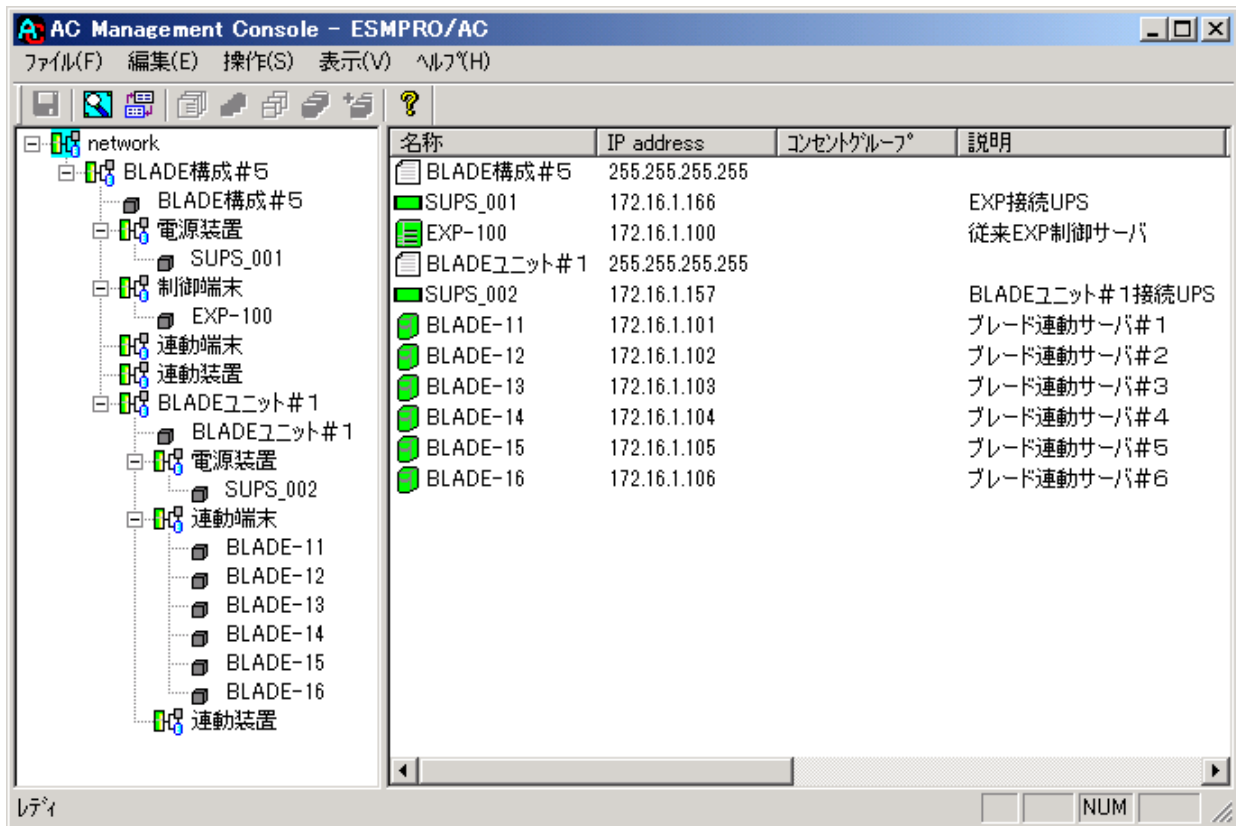 AC Management Console - ESMPRO/AC
ファイル(F) 編集(E) 操作(S) 表示(V) ヘルプ(H)
network
BLADE構成#5
BLADE構成#5
電源装置
SUPS_001
制御端末
EXP-100
連動端末
連動装置
BLADEユニット#1
BLADEユニット#1
電源装置
SUPS_002
連動端末
BLADE-11
BLADE-12
BLADE-13
BLADE-14
BLADE-15
BLADE-16
連動装置
名称 IP address コンセントグループ 説明
BLADE構成#5 255.255.255.255
SUPS_001 172.16.1.166 EXP接続UPS
EXP-100 172.16.1.100 従来EXP制御サーバ
BLADEユニット#1 255.255.255.255
SUPS_002 172.16.1.157 BLADEユニット#1接続UPS
BLADE-11 172.16.1.101 ブレード連動サーバ#1
BLADE-12 172.16.1.102 ブレード連動サーバ#2
BLADE-13 172.16.1.103 ブレード連動サーバ#3
BLADE-14 172.16.1.104 ブレード連動サーバ#4
BLADE-15 172.16.1.105 ブレード連動サーバ#5
BLADE-16 172.16.1.106 ブレード連動サーバ#6
レディ
NUM